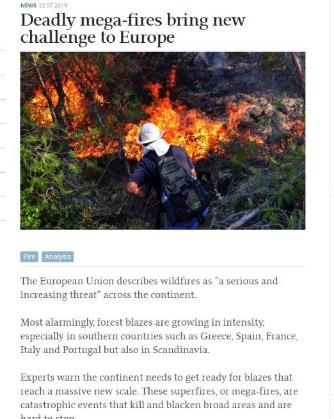 NEWS 22.07.2019
Deadly mega-fires bring new
challenge to Europe
Fire Analysis
The European Union describes wildfires as "a serious and
increasing threat" across the continent.
Most alarmingly, forest blazes are growing in intensity,
especially in southern countries such as Greece, Spain, France,
Italy and Portugal but also in Scandinavia.
Experts warn the continent needs to get ready for blazes that
reach a massive new scale. These superfires, or mega-fires, are
catastrophic events that kill and blacken broad areas and are
hard to stop.